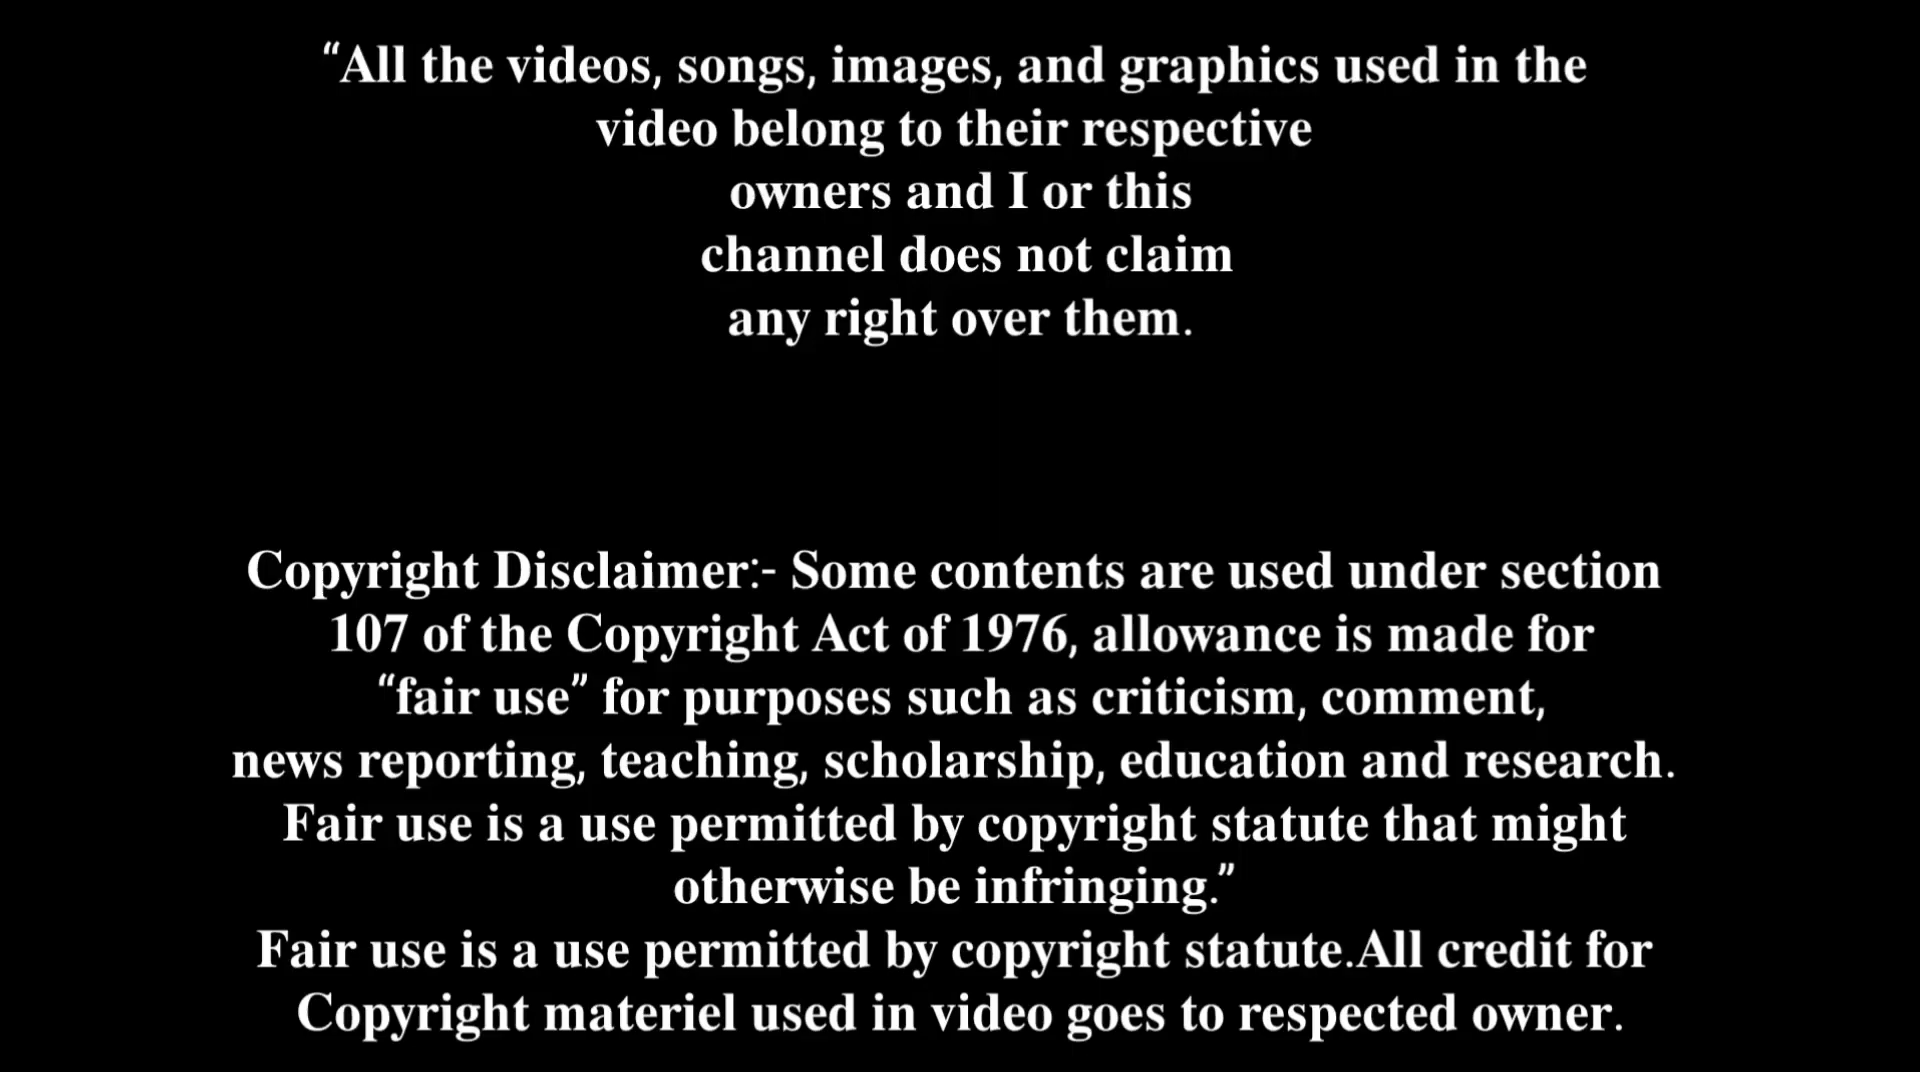 “All the videos, songs, images, and graphics used in the
video belong to their respective
owners and I or this
channel does not claim
any right over them.
Copyright Disclaimer:- Some contents are used under section
107 of the Copyright Act of 1976, allowance is made for
“fair use” for purposes such as criticism, comment,
news reporting, teaching, scholarship, education and research.
Fair use is a use permitted by copyright statute that might
otherwise be infringing.”
Fair use is a use permitted by copyright statute.All credit for
Copyright materiel used in video goes to respected owner.